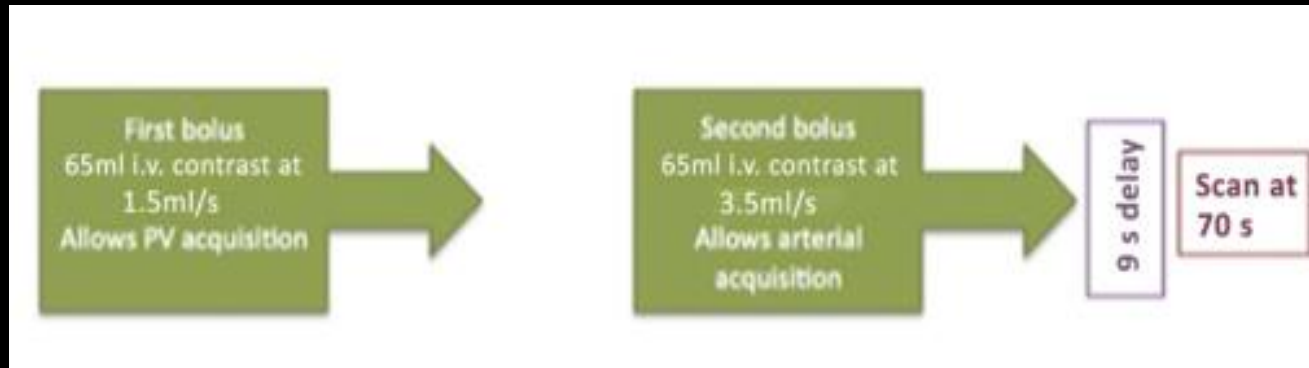 First bolus
65ml i.v. contrast at
1.5ml/s
Allows PV acquisition
Second bolus
65ml i.v. contrast at
3.5ml/s
Allows arterial
acquisition
9 s delay
Scan at
70 s